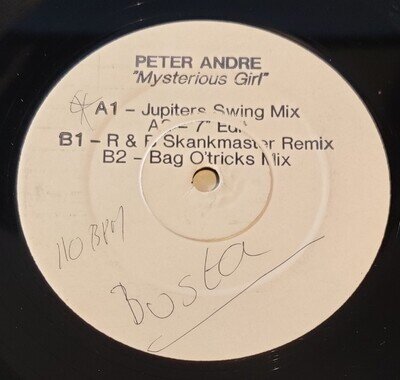 PETER ANDRE
"Mysterious Girl"
*A1 - Jupiters Swing Mix
A2 - 7" Edit
B1 - R & B Skankmaster Remix
B2 - Bag O'tricks Mix
110 BPM
Busta